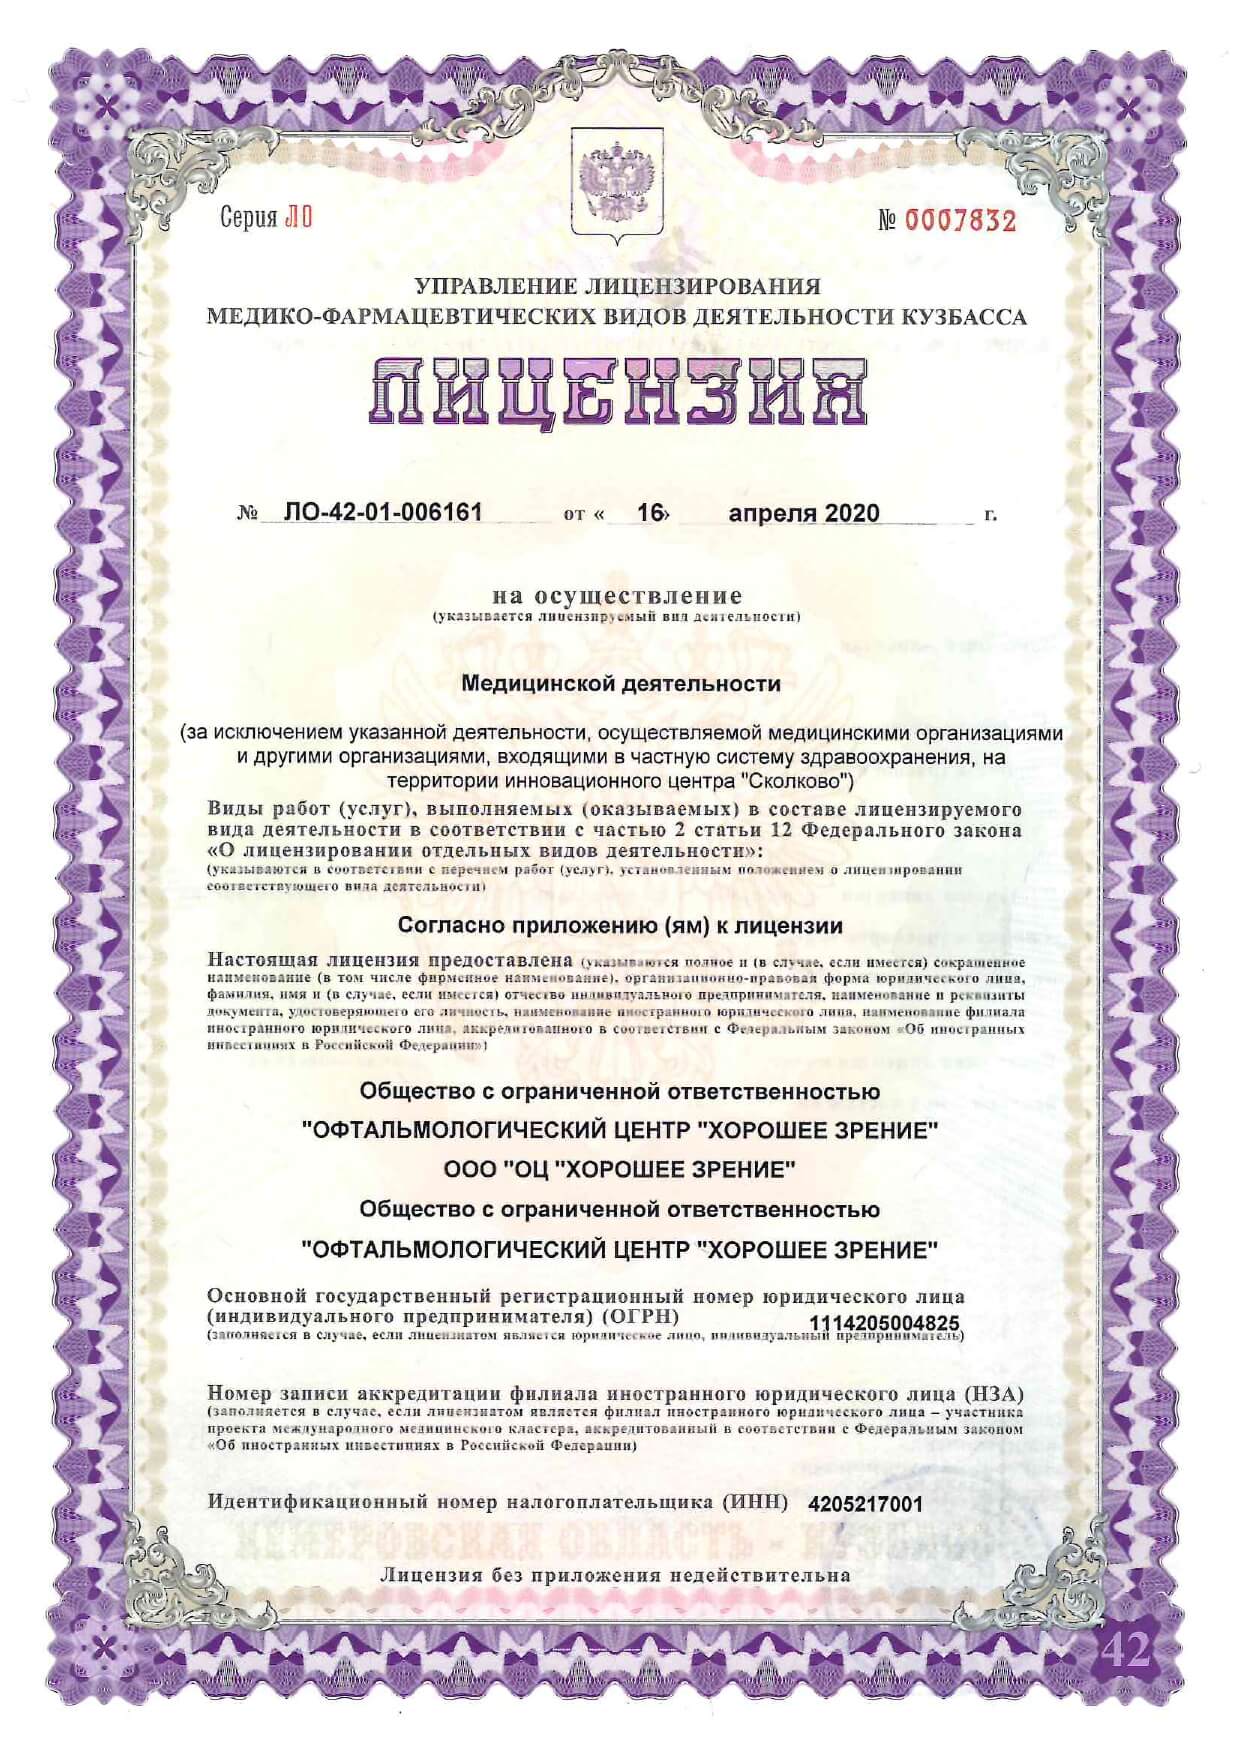 Серия ЛО
№ 0007832
УПРАВЛЕНИЕ ЛИЦЕНЗИРОВАНИЯ
МЕДИКО-ФАРМАЦЕВТИЧЕСКИХ ВИДОВ ДЕЯТЕЛЬНОСТИ КУЗБАССА
ЛИЦЕНЗИЯ
№ ЛО-42-01-006161 от « 16 » апреля 2020 г.
на осуществление
(указывается лицензируемый вид деятельности)
Медицинской деятельности
(за исключением указанной деятельности, осуществляемой медицинскими организациями
и другими организациями, входящими в частную систему здравоохранения, на
территории инновационного центра "Сколково")
Виды работ (услуг), выполняемых (оказываемых) в составе лицензируемого
вида деятельности в соответствии с частью 2 статьи 12 Федерального закона
«О лицензировании отдельных видов деятельности»:
(указываются в соответствии с перечнем работ (услуг), установленным положением о лицензировании
соответствующего вида деятельности)
Согласно приложению (ям) к лицензии
Настоящая лицензия предоставлена (указываются полное и (в случае, если имеется) сокращенное
наименование (в том числе фирменное наименование), организационно-правовая форма юридического лица,
фамилия, имя и (в случае, если имеется) отчество индивидуального предпринимателя, наименование и реквизиты
документа, удостоверяющего его личность, наименование иностранного юридического лица, наименование филиала
иностранного юридического лица, аккредитованного в соответствии с Федеральным законом «Об иностранных
инвестициях в Российской Федерации»)
Общество с ограниченной ответственностью
"ОФТАЛЬМОЛОГИЧЕСКИЙ ЦЕНТР "ХОРОШЕЕ ЗРЕНИЕ"
ООО "ОЦ "ХОРОШЕЕ ЗРЕНИЕ"
Общество с ограниченной ответственностью
"ОФТАЛЬМОЛОГИЧЕСКИЙ ЦЕНТР "ХОРОШЕЕ ЗРЕНИЕ"
Основной государственный регистрационный номер юридического лица
(индивидуального предпринимателя) (ОГРН) 1114205004825
(заполняется в случае, если лицензиатом является юридическое лицо, индивидуальный предприниматель)
Номер записи аккредитации филиала иностранного юридического лица (НЗА)
(заполняется в случае, если лицензиатом является филиал иностранного юридического лица – участника
проекта международного медицинского кластера, аккредитованный в соответствии с Федеральным законом
«Об иностранных инвестициях в Российской Федерации)
Идентификационный номер налогоплательщика (ИНН) 4205217001
Лицензия без приложения недействительна
42